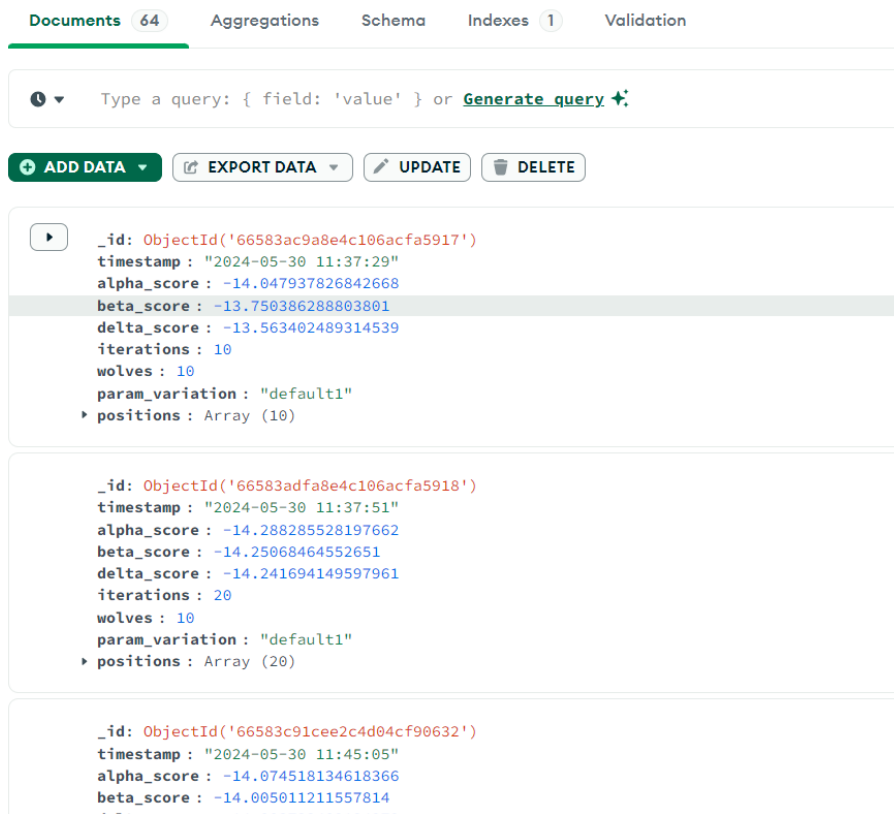 Documents 64 Aggregations Schema Indexes 1 Validation
Type a query: { field: 'value' } or Generate query
ADD DATA EXPORT DATA UPDATE DELETE
_id: ObjectId('66583ac9a8e4c106acfa5917')
timestamp : "2024-05-30 11:37:29"
alpha_score : -14.047937826842668
beta_score : -13.750386288803801
delta_score : -13.563402489314539
iterations : 10
wolves : 10
param_variation : "default1"
positions : Array (10)
_id: ObjectId('66583adfa8e4c106acfa5918')
timestamp : "2024-05-30 11:37:51"
alpha_score : -14.288285528197662
beta_score : -14.25068464552651
delta_score : -14.241694149597961
iterations : 20
wolves : 10
param_variation : "default1"
positions : Array (20)
_id: ObjectId('66583c91cee2c4d04cf90632')
timestamp : "2024-05-30 11:45:05"
alpha_score : -14.074518134618366
beta_score : -14.005011211557814